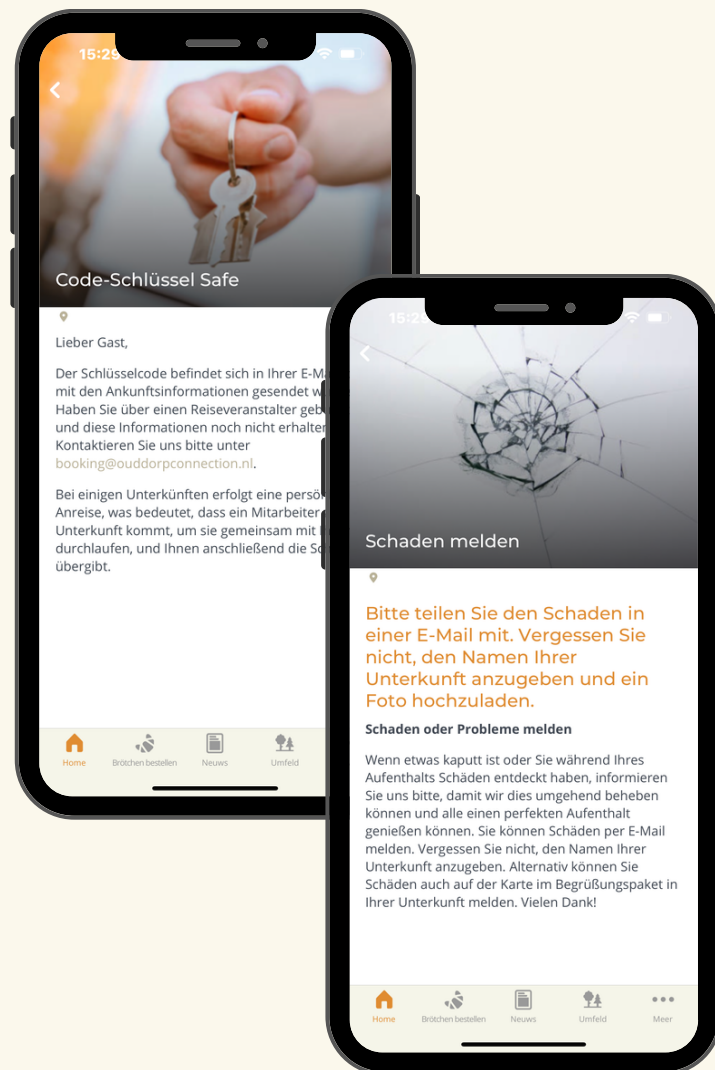 15:29
Code-Schlüssel Safe
Lieber Gast,
Der Schlüsselcode befindet sich in Ihrer
mit den Ankunftsinformationen gesendet
Haben Sie über einen Reiseveranstalter
und diese Informationen noch nicht
Kontaktieren Sie uns bitte unter
booking@ouddorpconnection.nl.
Bei einigen Unterkünften erfolgt eine
Anreise, was bedeutet, dass ein Mitarbeiter
Unterkunft kommt, um sie gemeinsam mit
durchlaufen, und Ihnen anschließend die
übergibt.
Home
Brötchen bestellen
Neuws
Umfeld
Schaden melden
Bitte teilen Sie den Schaden in
einer E-Mail mit. Vergessen Sie
nicht, den Namen Ihrer
Unterkunft anzugeben und ein
Foto hochzuladen.
Schaden oder Probleme melden
Wenn etwas kaputt ist oder Sie während Ihres
Aufenthalts Schäden entdeckt haben, informieren
Sie uns bitte, damit wir dies umgehend beheben
können und alle einen perfekten Aufenthalt
genießen können. Sie können Schäden per E-Mail
melden. Vergessen Sie nicht, den Namen Ihrer
Unterkunft anzugeben. Alternativ können Sie
Schäden auch auf der Karte im Begrüßungspaket in
Ihrer Unterkunft melden. Vielen Dank!
Home
Brötchen bestellen
Neuws
Umfeld
Meer